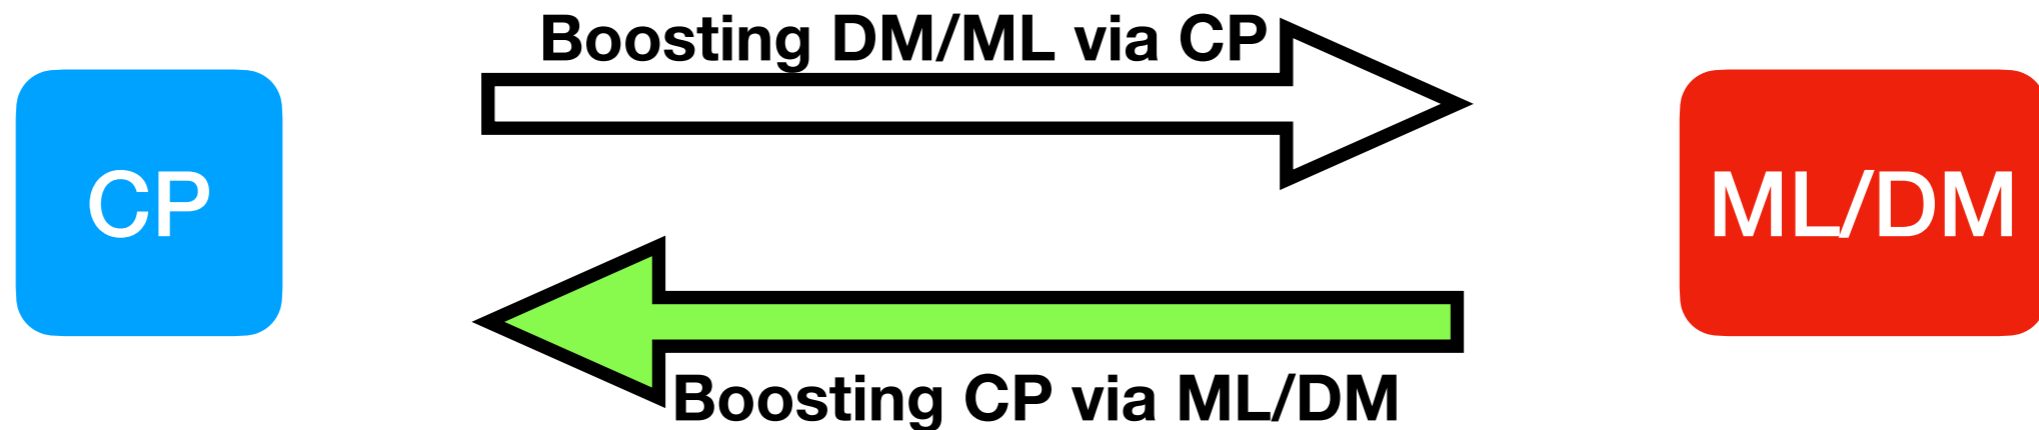 Boosting DM/ML via CP
CP
ML/DM
Boosting CP via ML/DM